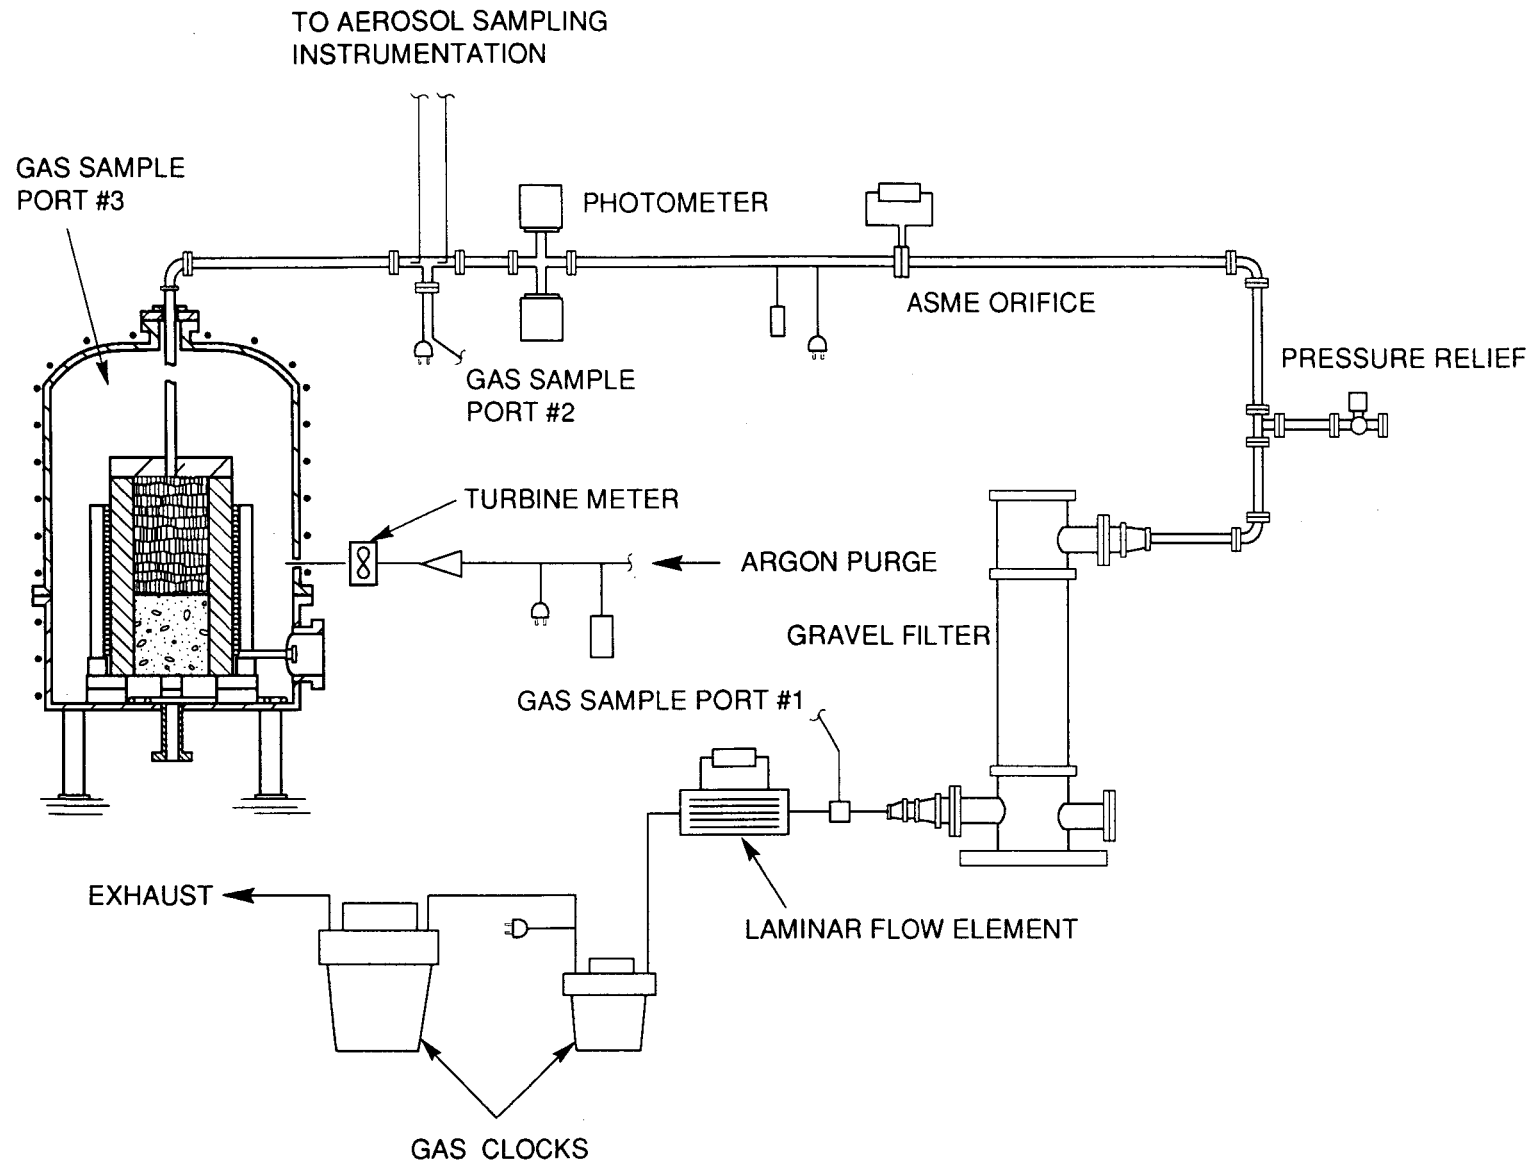 TO AEROSOL SAMPLING
INSTRUMENTATION
GAS SAMPLE
PORT #3
PHOTOMETER
ASME ORIFICE
PRESSURE RELIEF
GAS SAMPLE
PORT #2
TURBINE METER
ARGON PURGE
GRAVEL FILTER
GAS SAMPLE PORT #1
EXHAUST
LAMINAR FLOW ELEMENT
GAS CLOCKS